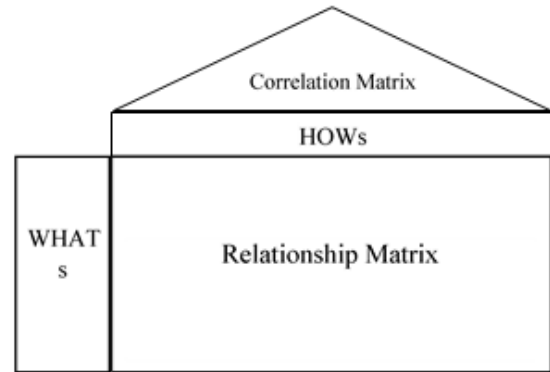 Correlation Matrix
HOWs
WHAT
s
Relationship Matrix